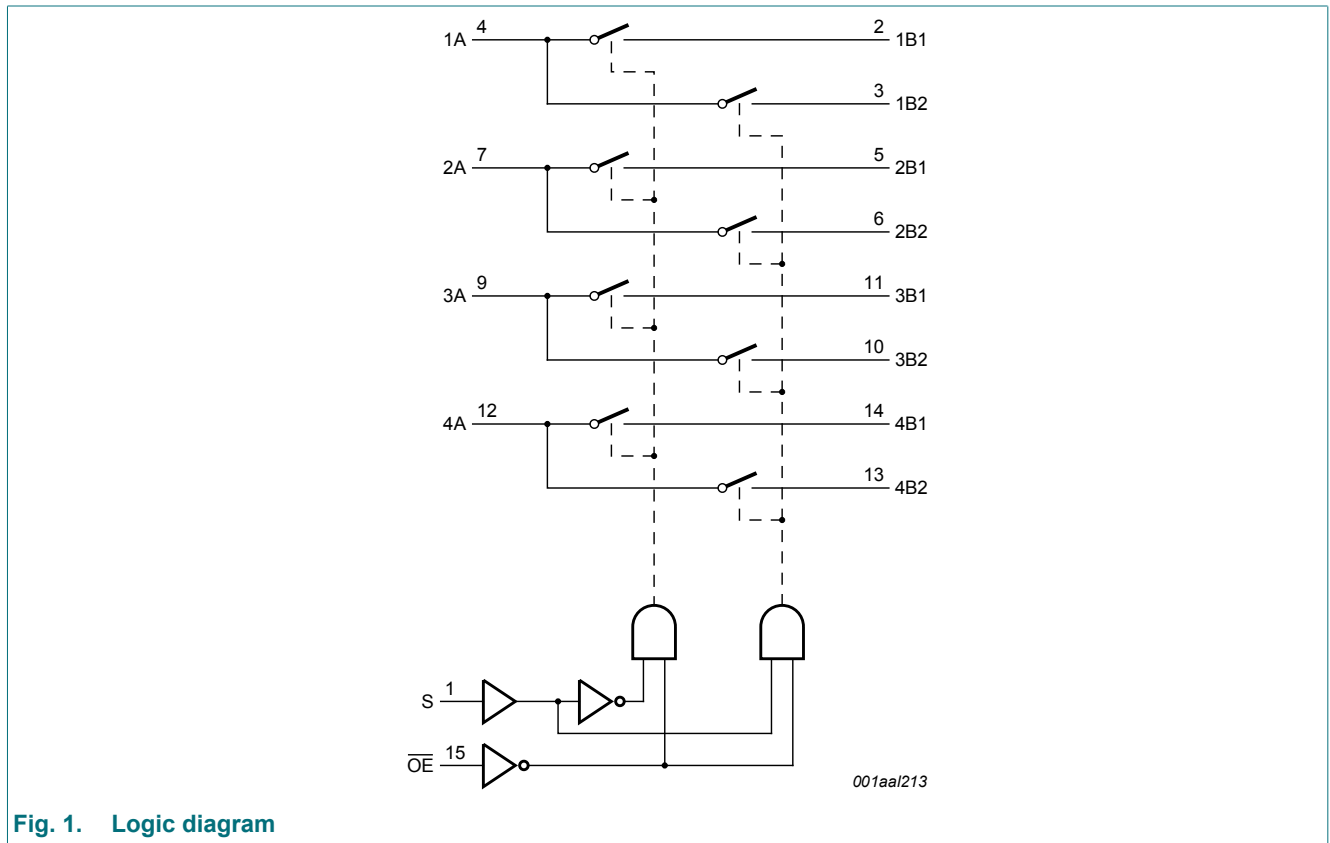 1A 4 2 1B1
3 1B2
2A 7 5 2B1
6 2B2
3A 9 11 3B1
10 3B2
4A 12 14 4B1
13 4B2
S 1
OE 15
001aal213
Fig. 1. Logic diagram